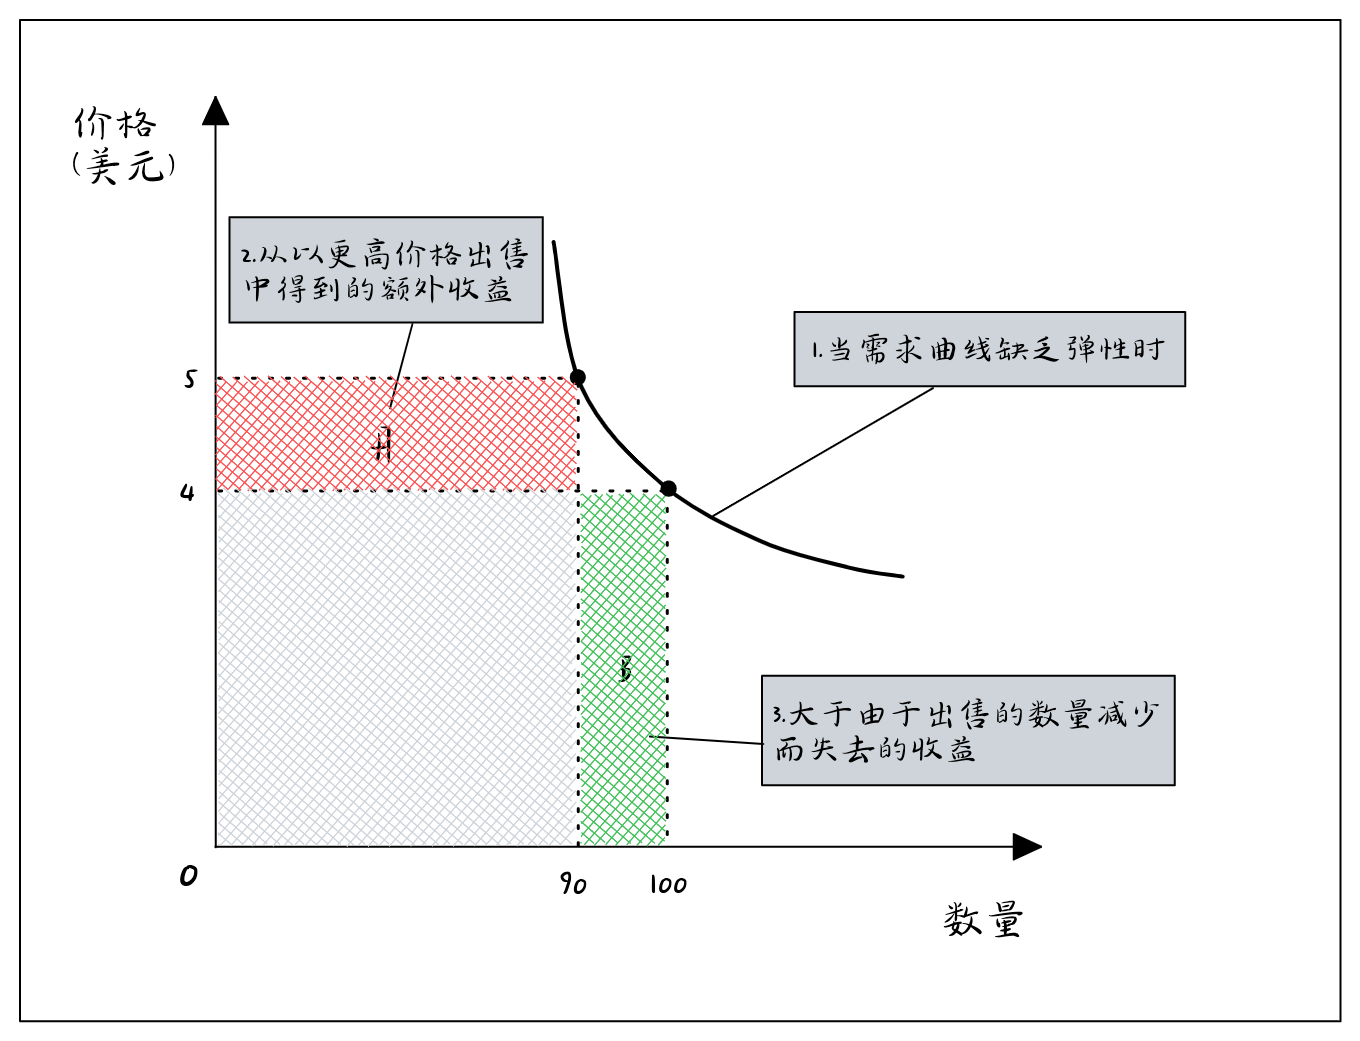 价格
(美元)
2.从以更高价格出售
中得到的额外收益
1.当需求曲线缺乏弹性时
5
A
4
B
3.大于由于出售的数量减少
而失去的收益
0
90
100
数量